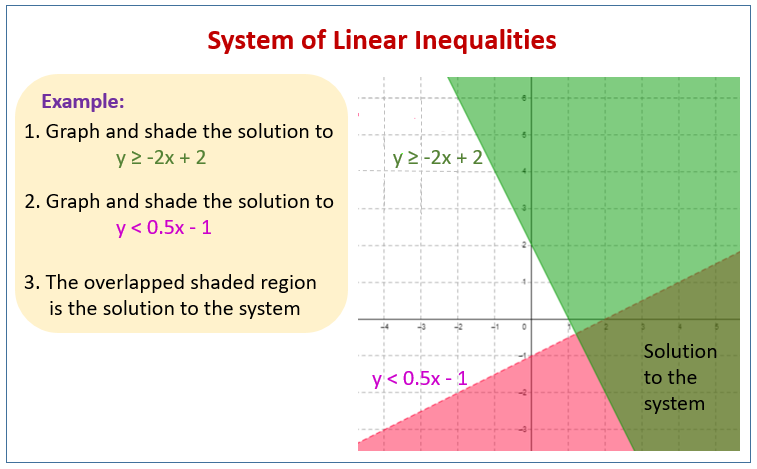 System of Linear Inequalities
Example:
1. Graph and shade the solution to
y ≥ -2x + 2
2. Graph and shade the solution to
y < 0.5x - 1
3. The overlapped shaded region
is the solution to the system
y ≥ -2x + 2
y < 0.5x - 1
Solution
to the
system
6
5
4
3
2
1
-4 -3 -2 -1 0 1 2 3 4 5
-1
-2
-3